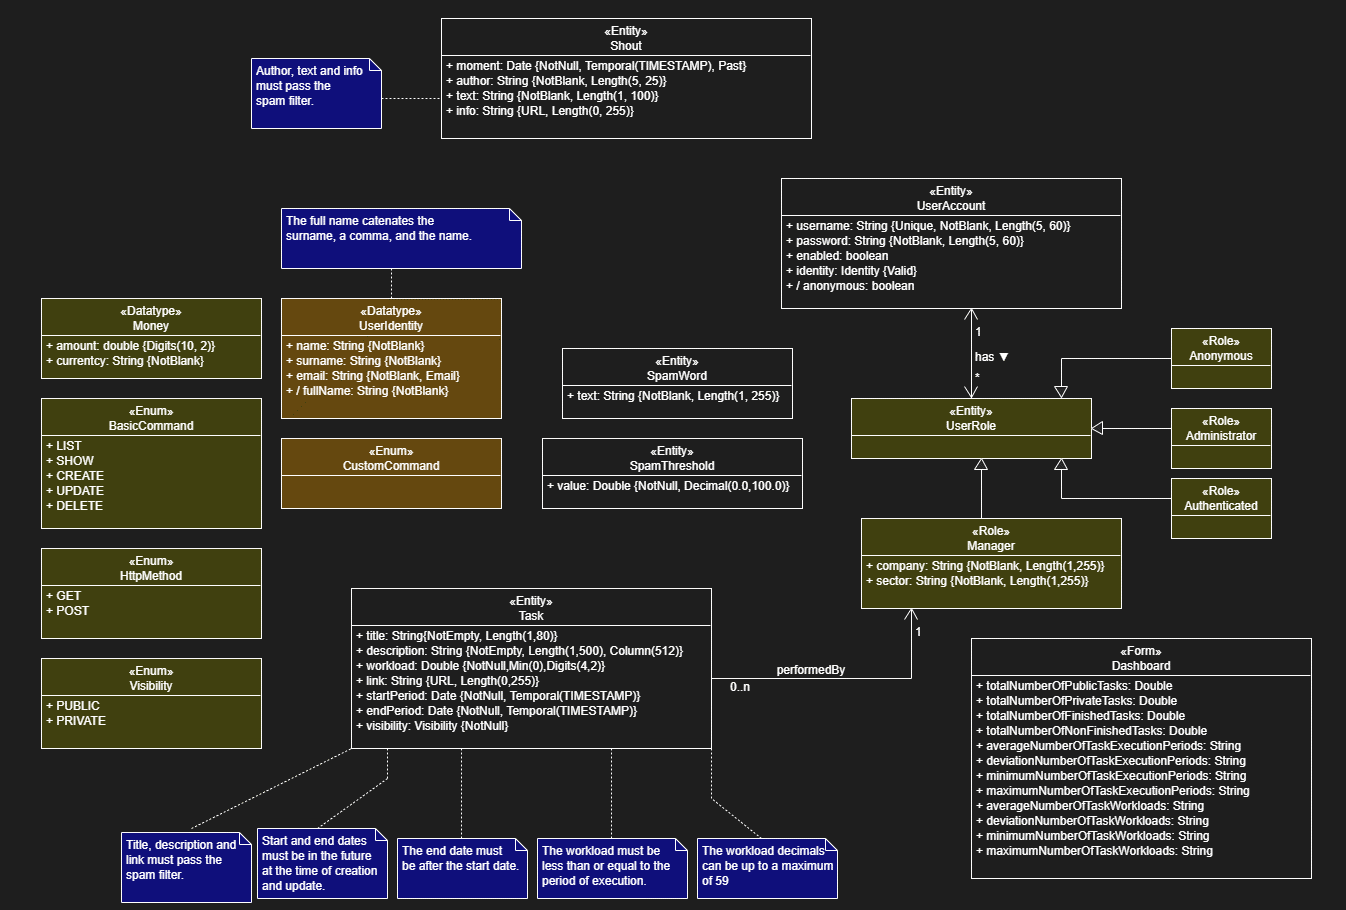 «Entity»
Shout
+ moment: Date {NotNull, Temporal(TIMESTAMP), Past}
+ author: String {NotBlank, Length(5, 25)}
+ text: String {NotBlank, Length(1, 100)}
+ info: String {URL, Length(0, 255)}
Author, text and info
must pass the
spam filter.
«Entity»
UserAccount
+ username: String {Unique, NotBlank, Length(5, 60)}
+ password: String {NotBlank, Length(5, 60)}
+ enabled: boolean
+ identity: Identity {Valid}
+ / anonymous: boolean
The full name catenates the
surname, a comma, and the name.
«Datatype»
Money
+ amount: double {Digits(10, 2)}
+ currentcy: String {NotBlank}
«Datatype»
UserIdentity
+ name: String {NotBlank}
+ surname: String {NotBlank}
+ email: String {NotBlank, Email}
+ / fullName: String {NotBlank}
1
has ▼
*
«Role»
Anonymous
«Entity»
SpamWord
+ text: String {NotBlank, Length(1, 255)}
«Enum»
BasicCommand
+ LIST
+ SHOW
+ CREATE
+ UPDATE
+ DELETE
«Entity»
UserRole
«Role»
Administrator
«Enum»
CustomCommand
«Entity»
SpamThreshold
+ value: Double {NotNull, Decimal(0.0,100.0)}
«Role»
Authenticated
«Role»
Manager
+ company: String {NotBlank, Length(1,255)}
+ sector: String {NotBlank, Length(1,255)}
«Enum»
HttpMethod
+ GET
+ POST
«Entity»
Task
+ title: String{NotEmpty, Length(1,80)}
+ description: String {NotEmpty, Length(1,500), Column(512)}
+ workload: Double {NotNull,Min(0),Digits(4,2)}
+ link: String {URL, Length(0,255)}
+ startPeriod: Date {NotNull, Temporal(TIMESTAMP)}
+ endPeriod: Date {NotNull, Temporal(TIMESTAMP)}
+ visibility: Visibility {NotNull}
1
performedBy
0..n
«Enum»
Visibility
+ PUBLIC
+ PRIVATE
«Form»
Dashboard
+ totalNumberOfPublicTasks: Double
+ totalNumberOfPrivateTasks: Double
+ totalNumberOfFinishedTasks: Double
+ totalNumberOfNonFinishedTasks: Double
+ averageNumberOfTaskExecutionPeriods: String
+ deviationNumberOfTaskExecutionPeriods: String
+ minimumNumberOfTaskExecutionPeriods: String
+ maximumNumberOfTaskExecutionPeriods: String
+ averageNumberOfTaskWorkloads: String
+ deviationNumberOfTaskWorkloads: String
+ minimumNumberOfTaskWorkloads: String
+ maximumNumberOfTaskWorkloads: String
Title, description and
link must pass the
spam filter.
Start and end dates
must be in the future
at the time of creation
and update.
The end date must
be after the start date.
The workload must be
less than or equal to the
period of execution.
The workload decimals
can be up to a maximum
of 59